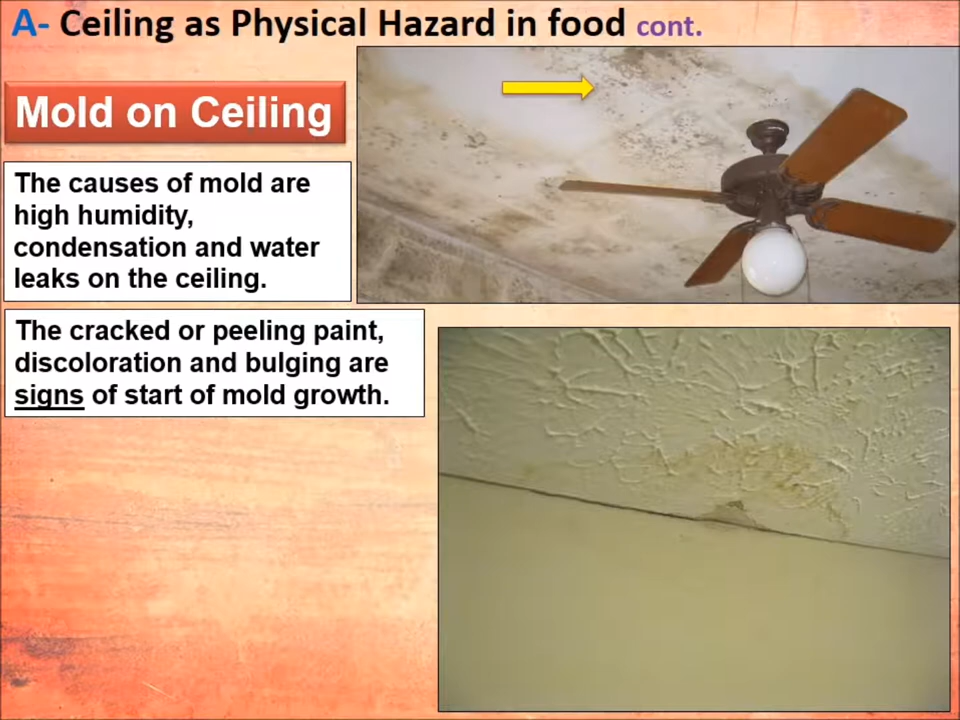 A- Ceiling as Physical Hazard in food cont.
Mold on Ceiling
The causes of mold are
high humidity,
condensation and water
leaks on the ceiling.
The cracked or peeling paint,
discoloration and bulging are
signs of start of mold growth.